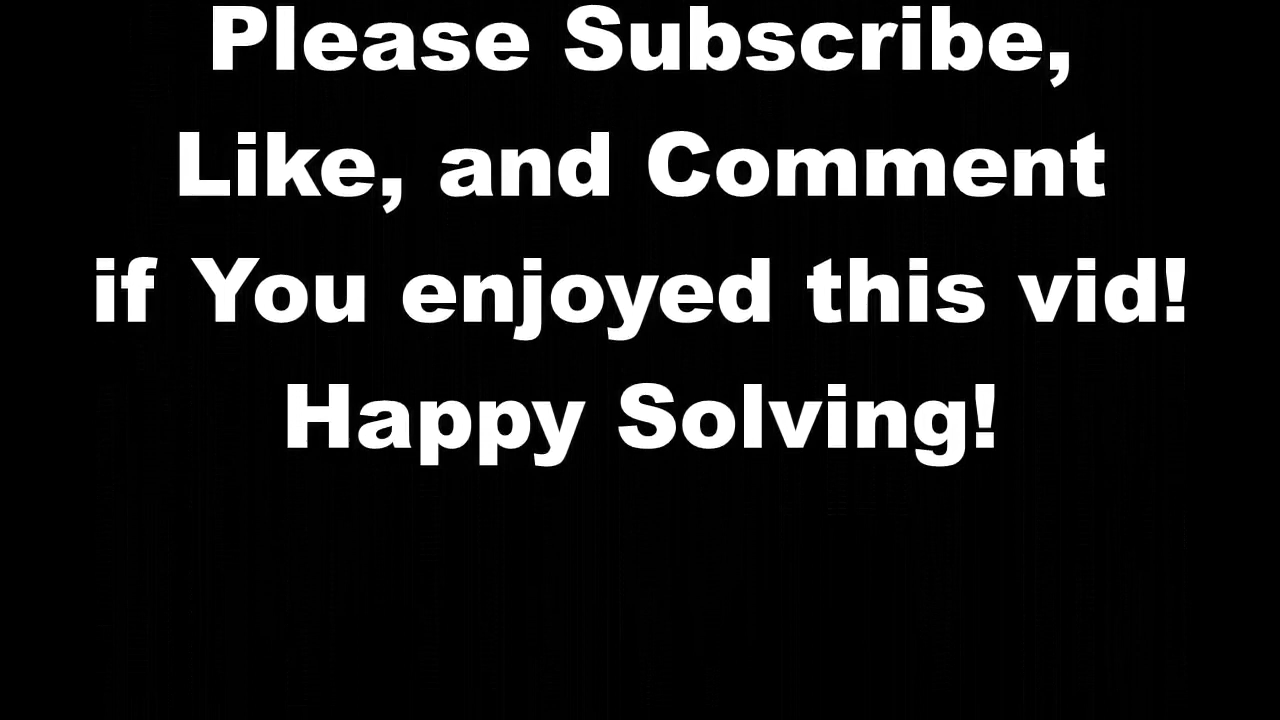 Please Subscribe,
Like, and Comment
if You enjoyed this vid!
Happy Solving!